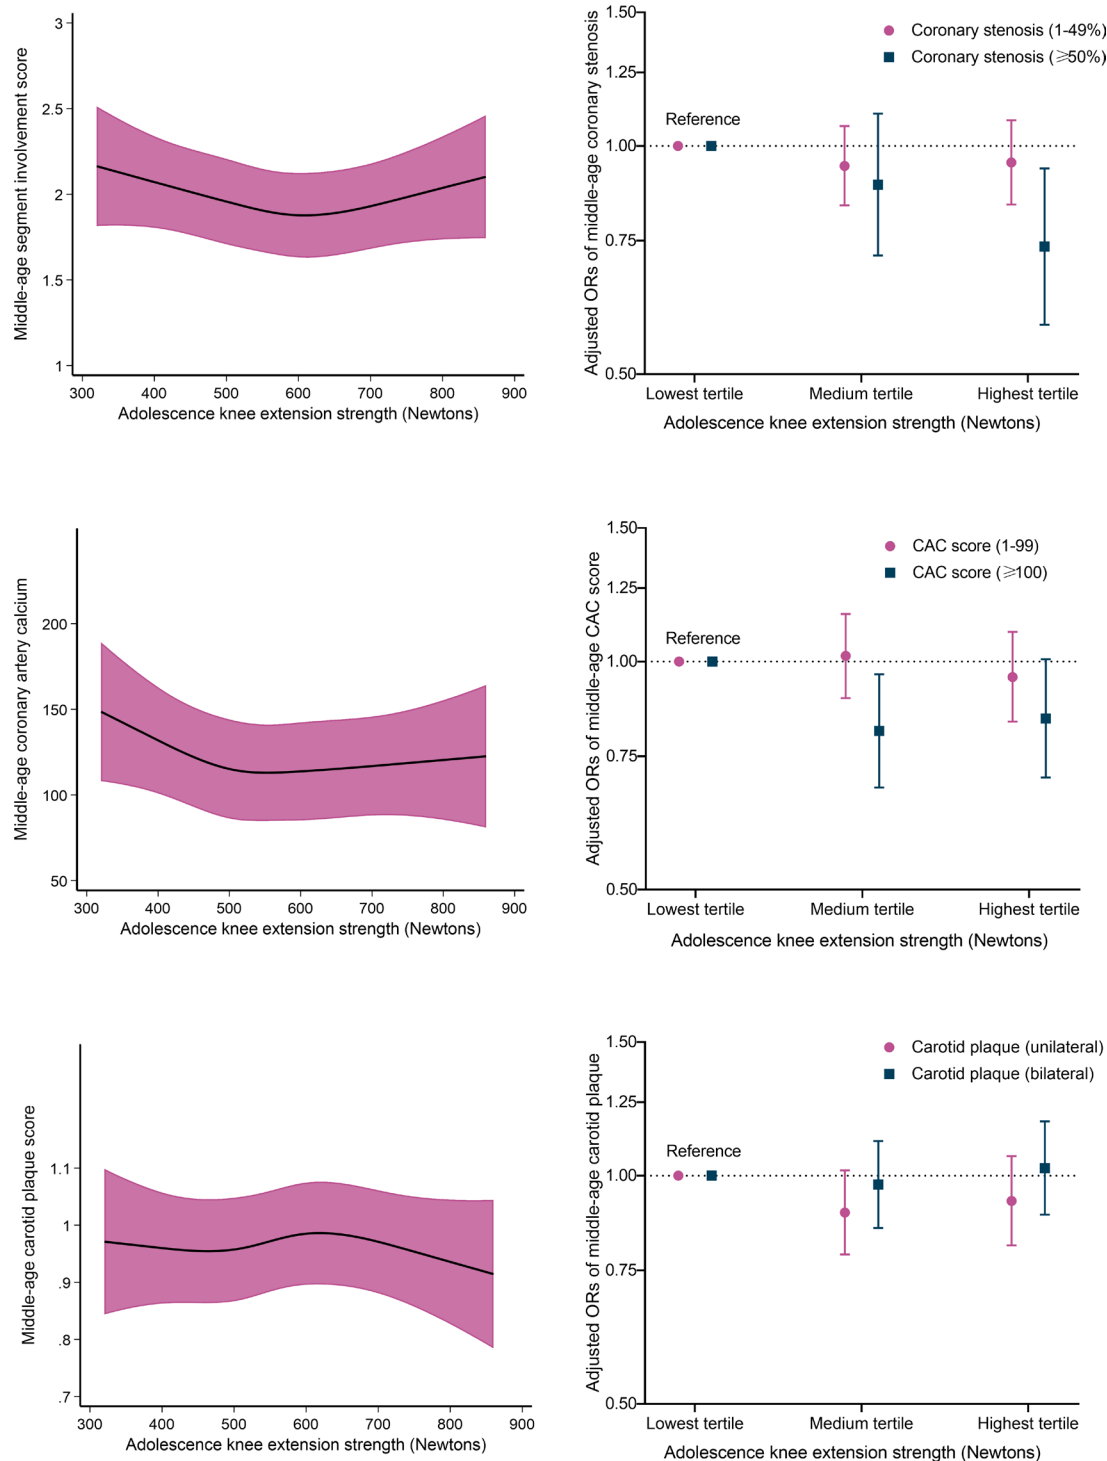 Middle-age segment involvement score
3
2.5
2
1.5
1
300 400 500 600 700 800 900
Adolescence knee extension strength (Newtons)
Adjusted ORs of middle-age coronary stenosis
1.50
1.25
1.00
0.75
0.50
Coronary stenosis (1-49%)
Coronary stenosis (⩾50%)
Reference
Lowest tertile Medium tertile Highest tertile
Adolescence knee extension strength (Newtons)
Middle-age coronary artery calcium
200
150
100
50
300 400 500 600 700 800 900
Adolescence knee extension strength (Newtons)
Adjusted ORs of middle-age CAC score
1.50
1.25
1.00
0.75
0.50
CAC score (1-99)
CAC score (⩾100)
Reference
Lowest tertile Medium tertile Highest tertile
Adolescence knee extension strength (Newtons)
Middle-age carotid plaque score
1.1
1
.9
.8
.7
300 400 500 600 700 800 900
Adolescence knee extension strength (Newtons)
Adjusted ORs of middle-age carotid plaque
1.50
1.25
1.00
0.75
0.50
Carotid plaque (unilateral)
Carotid plaque (bilateral)
Reference
Lowest tertile Medium tertile Highest tertile
Adolescence knee extension strength (Newtons)